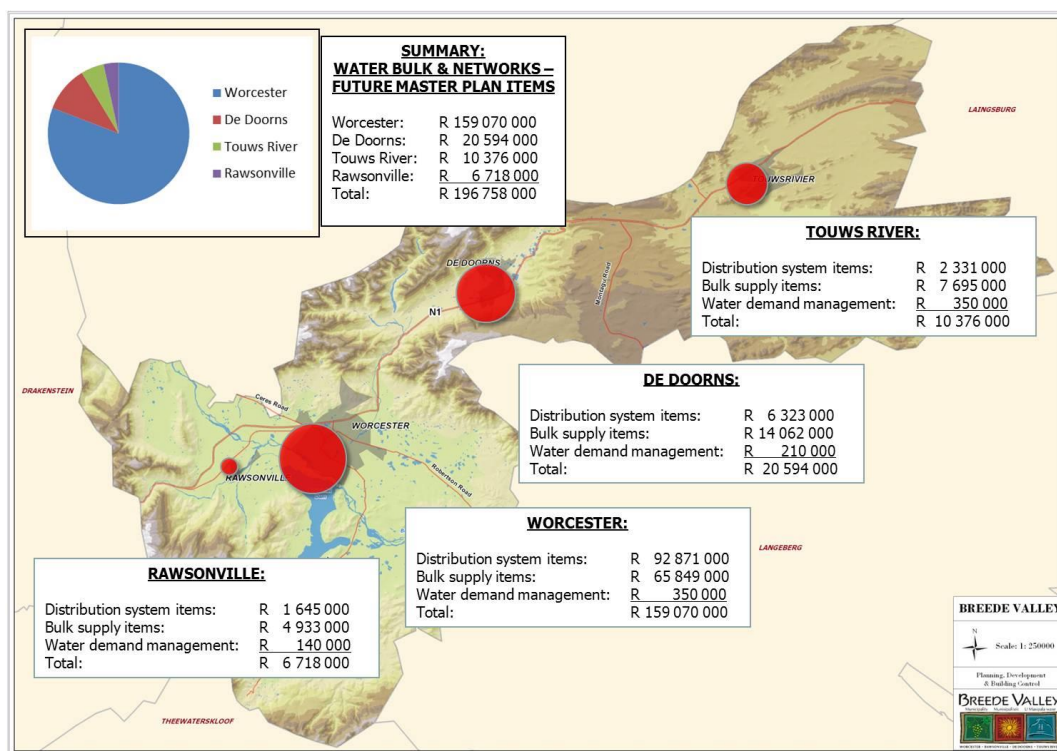 Worcester
De Doorns
Touws River
Rawsonville
SUMMARY:
WATER BULK & NETWORKS –
FUTURE MASTER PLAN ITEMS
Worcester: R 159 070 000
De Doorns: R 20 594 000
Touws River: R 10 376 000
Rawsonville: R 6 718 000
Total: R 196 758 000
LAINGSBURG
TOUWS RIVER:
Distribution system items: R 2 331 000
Bulk supply items: R 7 695 000
Water demand management: R 350 000
Total: R 10 376 000
DE DOORNS
N1
Montagu Road
DE DOORNS:
Distribution system items: R 6 323 000
Bulk supply items: R 14 062 000
Water demand management: R 210 000
Total: R 20 594 000
DRAKENSTEIN
Ceres Road
WORCESTER
Robertson Road
WORCESTER:
Distribution system items: R 92 871 000
Bulk supply items: R 65 849 000
Water demand management: R 350 000
Total: R 159 070 000
LANGEBERG
RAWSONVILLE:
Distribution system items: R 1 645 000
Bulk supply items: R 4 933 000
Water demand management: R 140 000
Total: R 6 718 000
THEEWATERSKLOOF
BREEDE VALLEY
N
Scale: 1: 250000
Planning, Development
& Building Control
BREEDE VALLEY